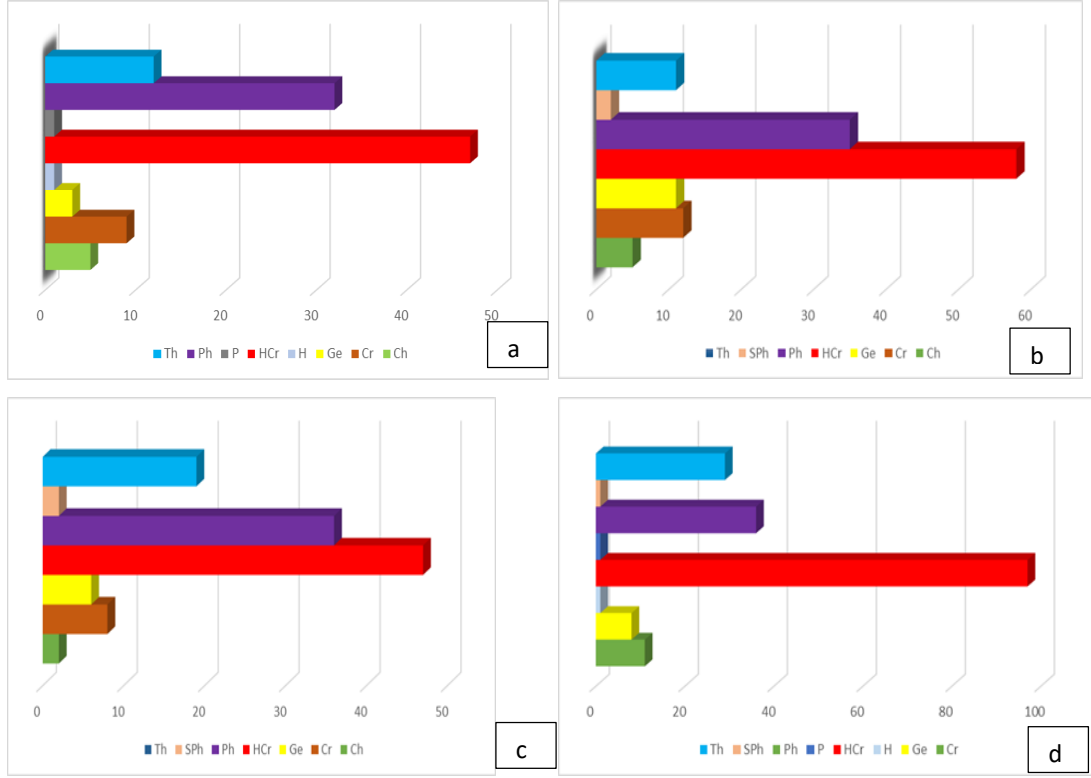 0 10 20 30 40 50
Th Ph P HCr H Ge Cr Ch
a
0 10 20 30 40 50 60
Th SPh Ph HCr Ge Cr Ch
b
0 10 20 30 40 50
Th SPh Ph HCr Ge Cr Ch
c
0 20 40 60 80 100
Th SPh Ph P HCr H Ge Cr
d